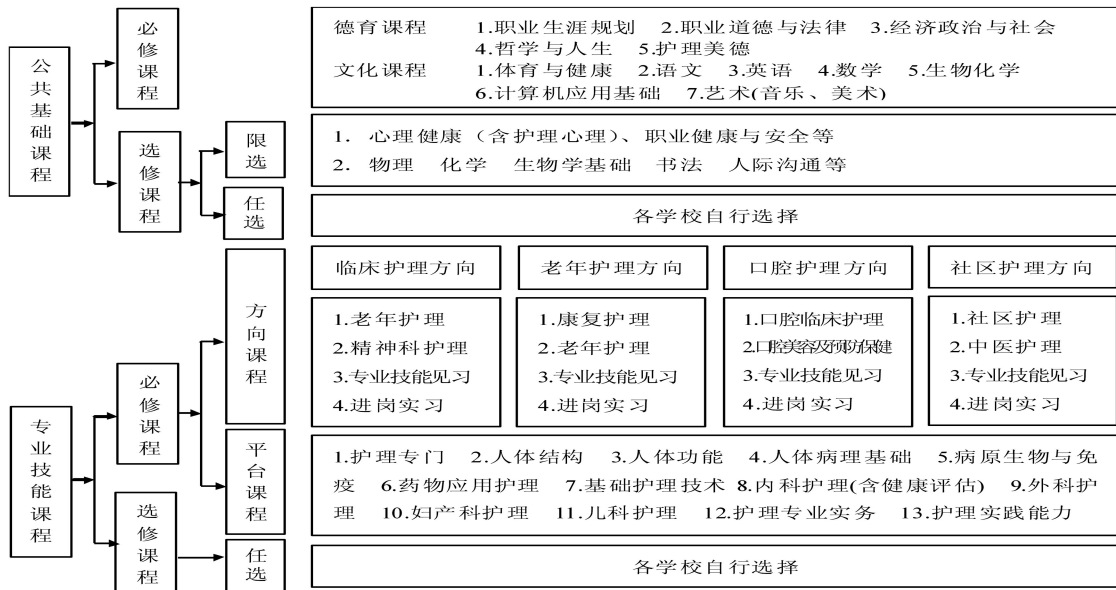 公共基础课程
必修课程
德育课程 1.职业生涯规划 2.职业道德与法律 3.经济政治与社会
4.哲学与人生 5.护理美德
文化课程 1.体育与健康 2.语文 3.英语 4.数学 5.生物化学
6.计算机应用基础 7.艺术(音乐、美术)
选修课程
限选
1. 心理健康（含护理心理）、职业健康与安全等
2. 物理 化学 生物学基础 书法 人际沟通等
任选
各学校自行选择
专业技能课程
必修课程
方向课程
临床护理方向
1.老年护理
2.精神科护理
3.专业技能见习
4.进岗实习
老年护理方向
1.康复护理
2.老年护理
3.专业技能见习
4.进岗实习
口腔护理方向
1.口腔临床护理
2.口腔美容及预防保健
3.专业技能见习
4.进岗实习
社区护理方向
1.社区护理
2.中医护理
3.专业技能见习
4.进岗实习
平台课程
1.护理专门 2.人体结构 3.人体功能 4.人体病理基础 5.病原生物与免
疫 6.药物应用护理 7.基础护理技术 8.内科护理(含健康评估) 9.外科护
理 10.妇产科护理 11.儿科护理 12.护理专业实务 13.护理实践能力
选修课程
任选
各学校自行选择